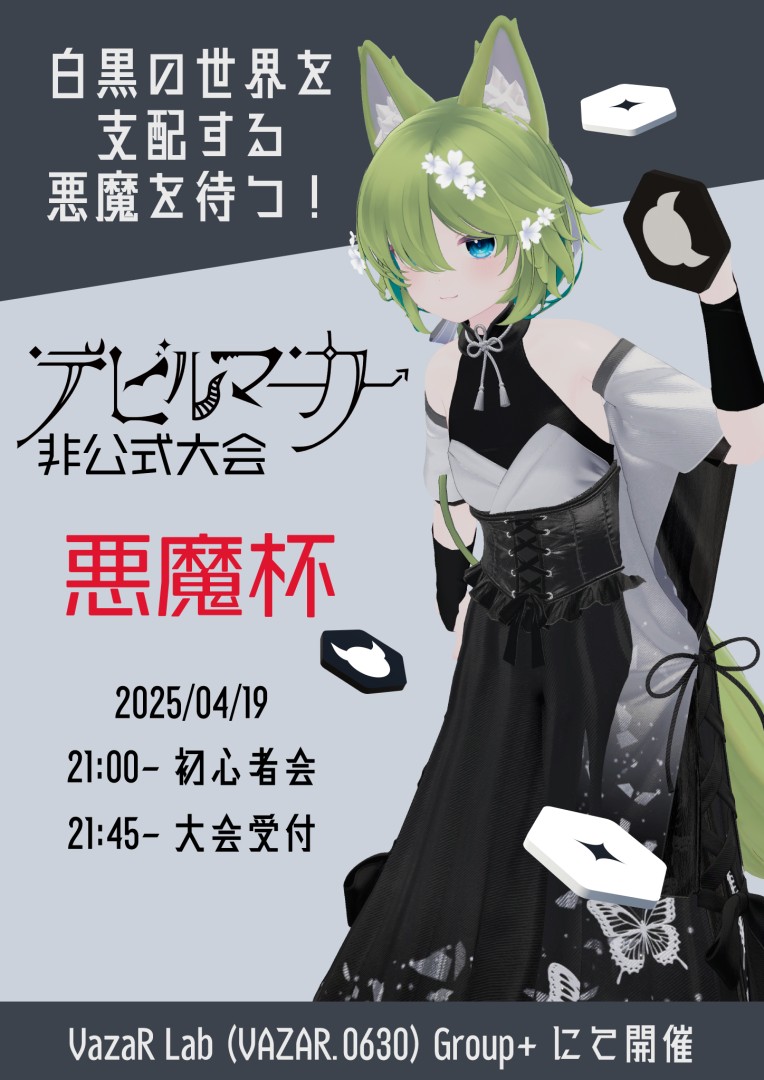 白黒の世界を
支配する
悪魔を待つ！
デビルマーカー
非公式大会
悪魔杯
2025/04/19
21:00- 初心者会
21:45- 大会受付
VazaR Lab (VAZAR.0630) Group+ にて開催